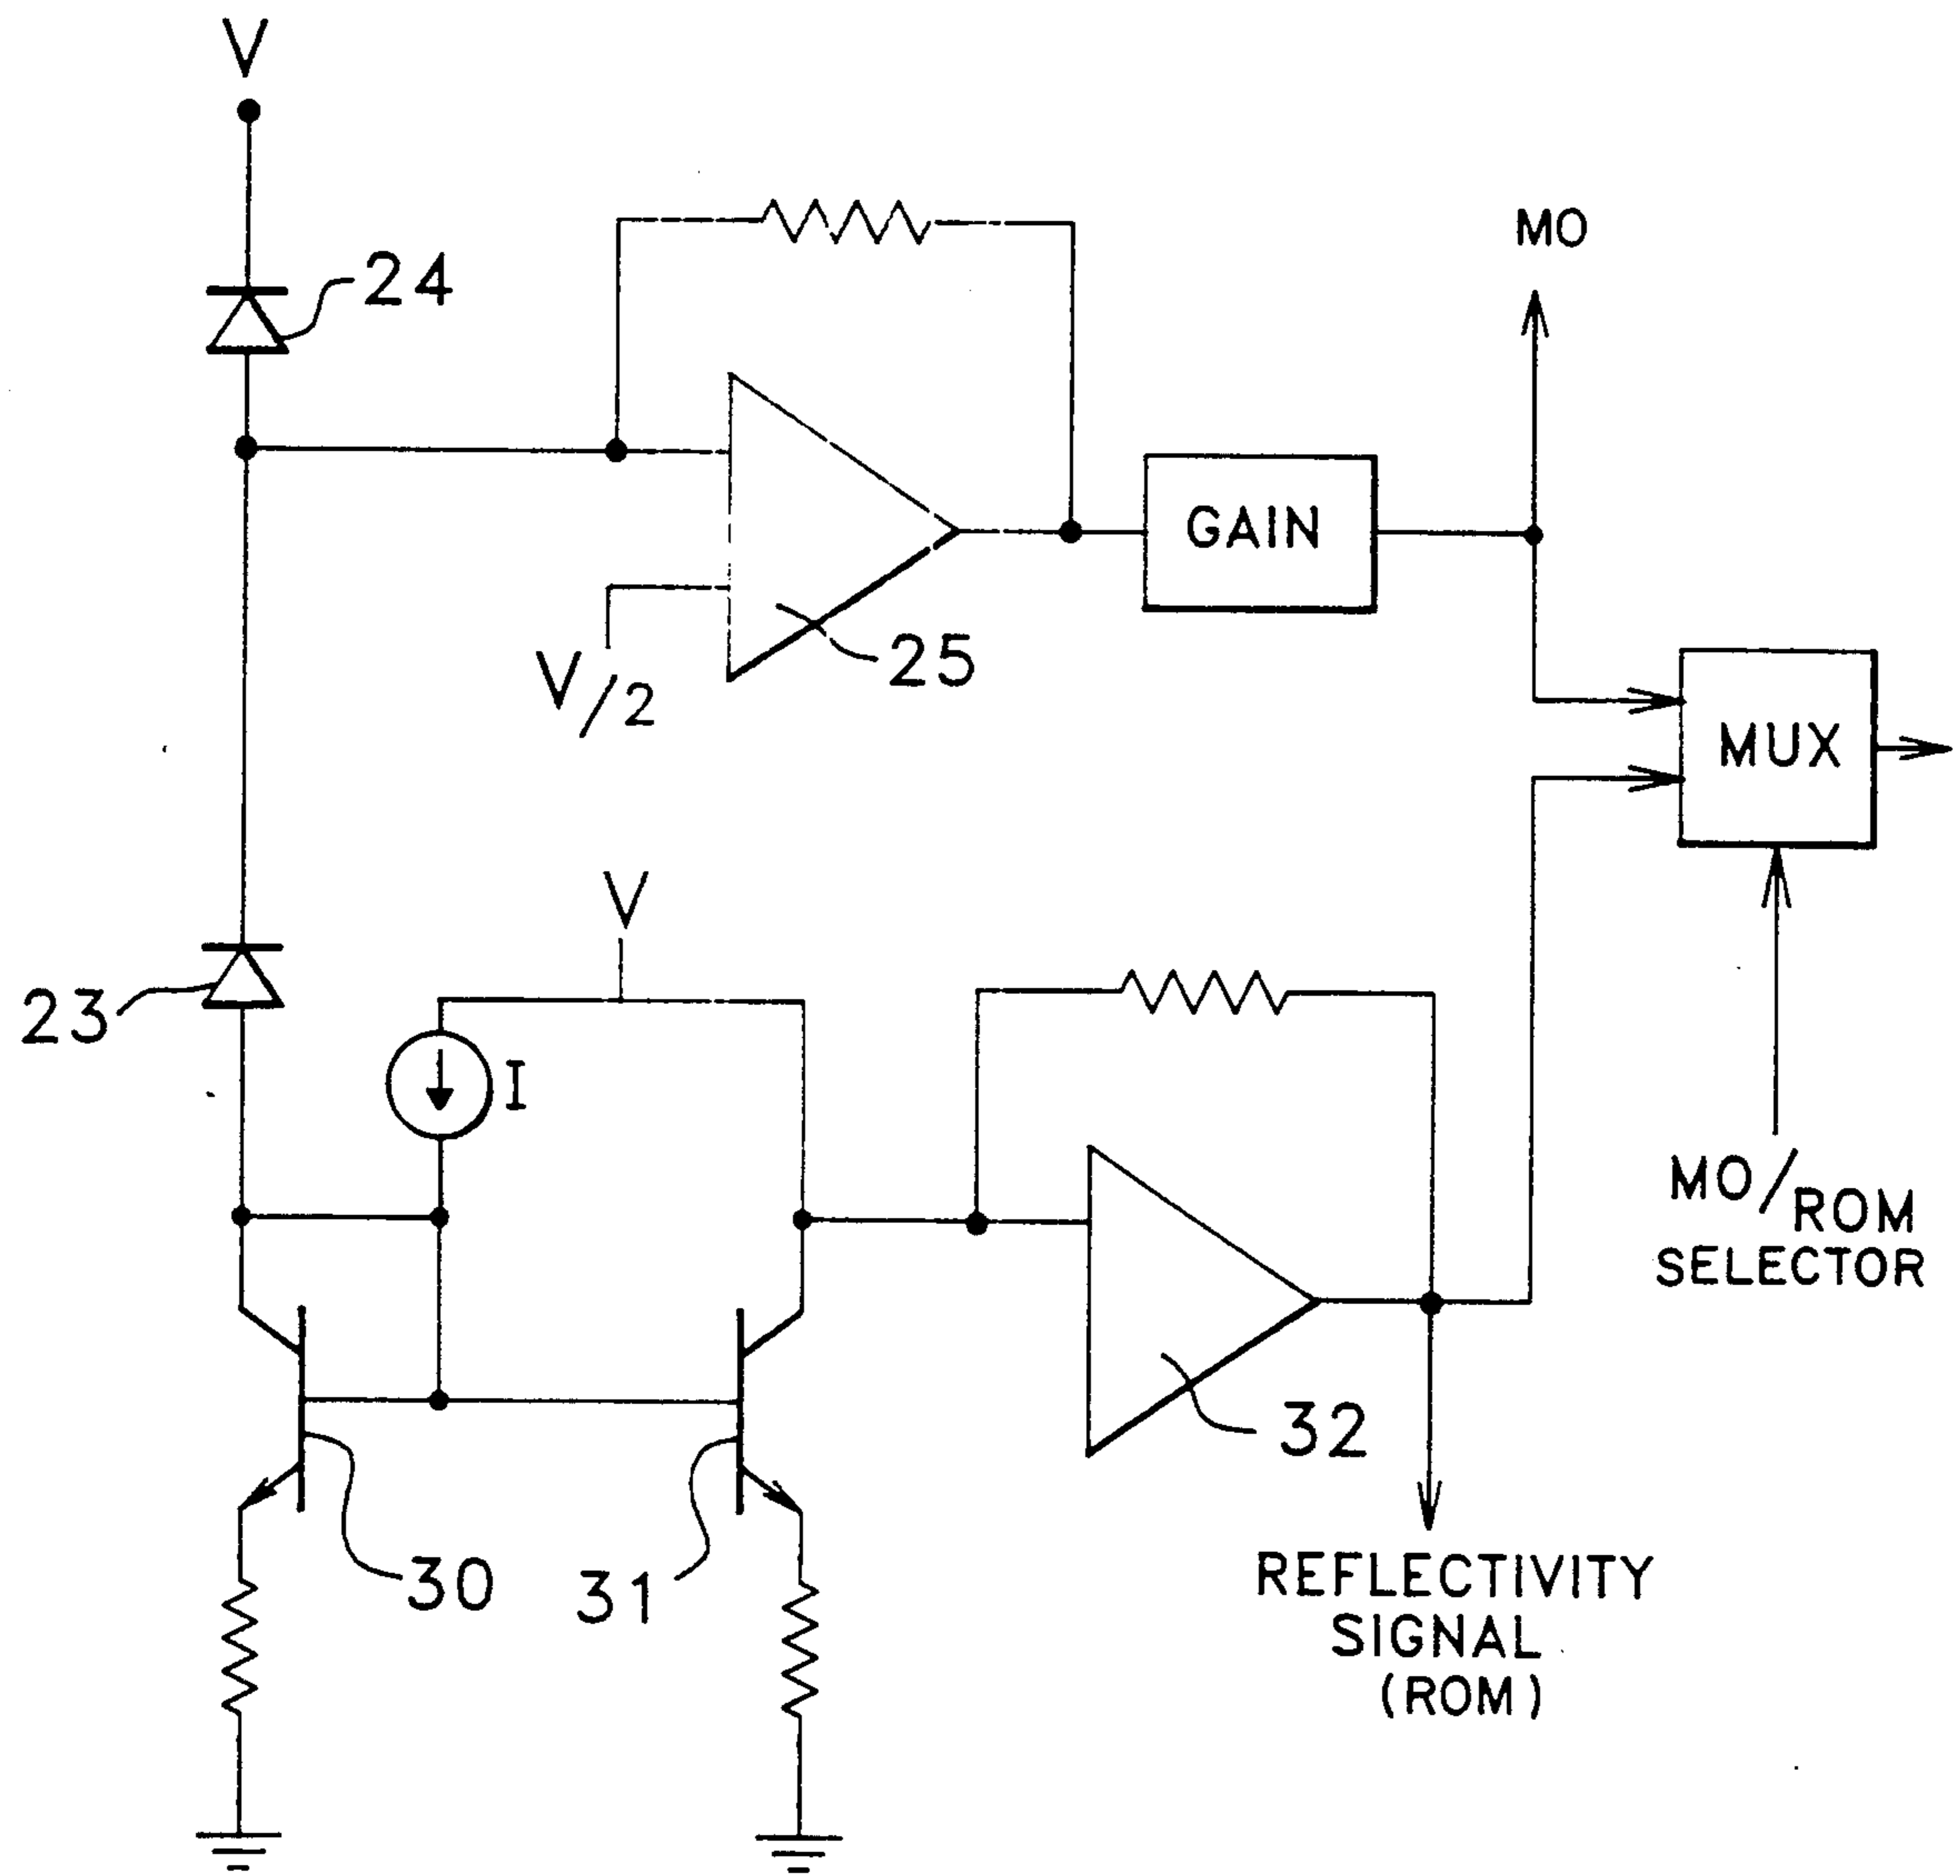 V
24
MO
GAIN
25
V/2
MUX
V
23
I
MO/ROM
SELECTOR
32
30
31
REFLECTIVITY
SIGNAL
(ROM)